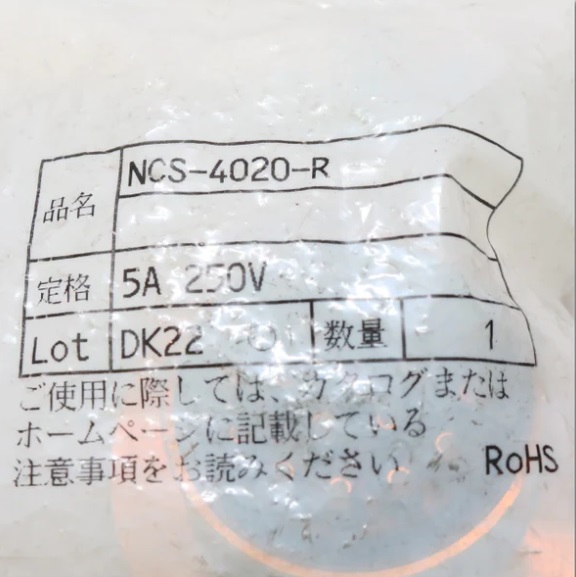 品名 NCS-4020-R
定格 5A 250V
Lot DK22 数量 1
ご使用に際しては、カタログまたは
ホームページに記載している
注意事項をお読みください RoHS